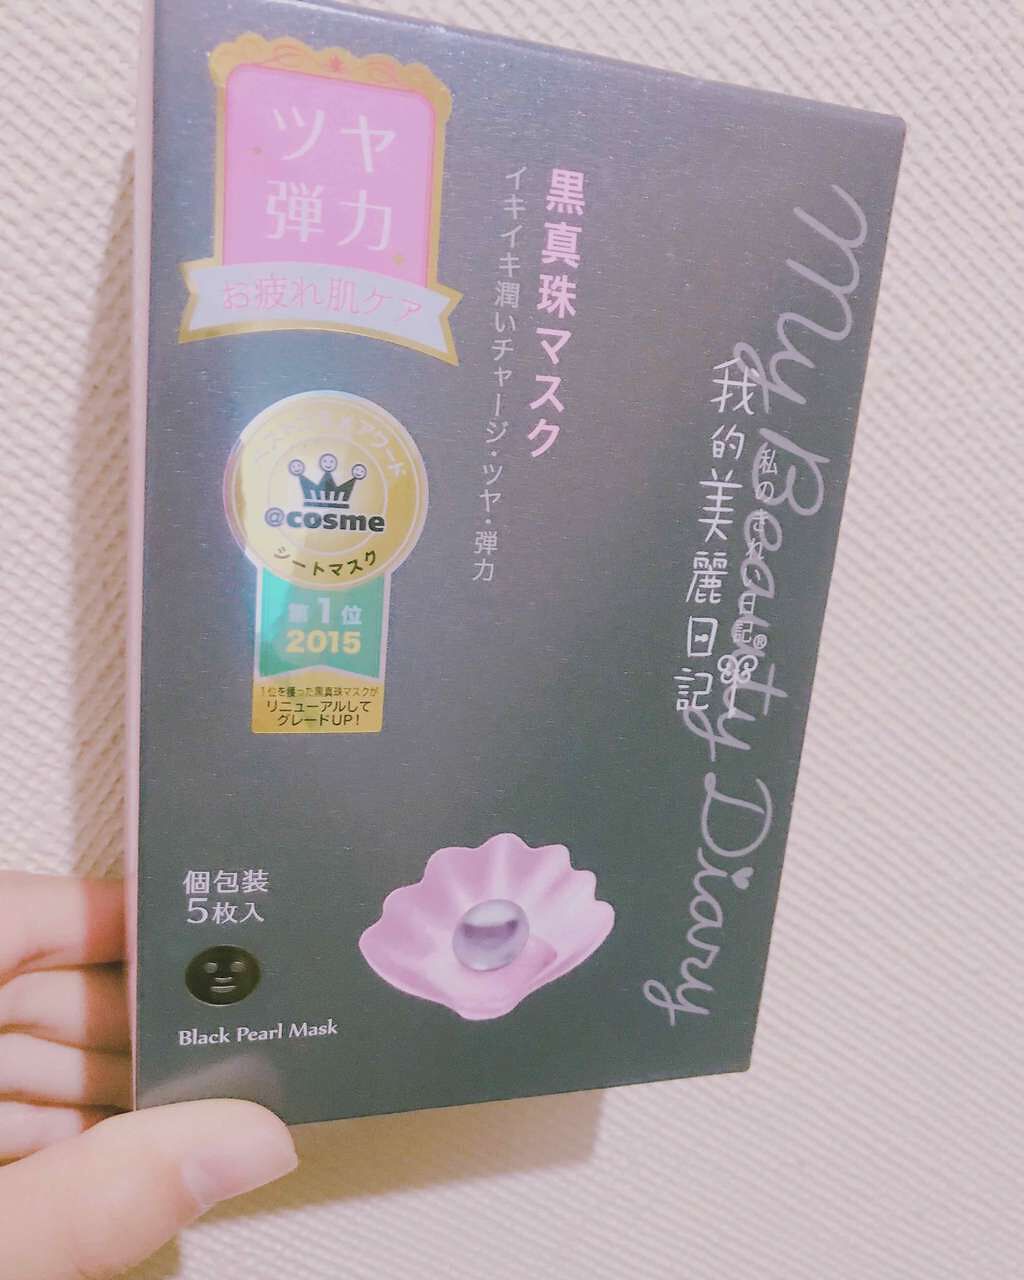 ツヤ
弾力
お疲れ肌ケア
黒真珠マスク
イキイキ潤いチャージ・ツヤ・弾力
My Beauty Diary
我的美麗日記
私のきれい日記®
@cosme
シートマスク
第1位
2015
1位を獲った黒真珠マスクが
リニューアルして
グレードUP!
個包装
5枚入
Black Pearl Mask